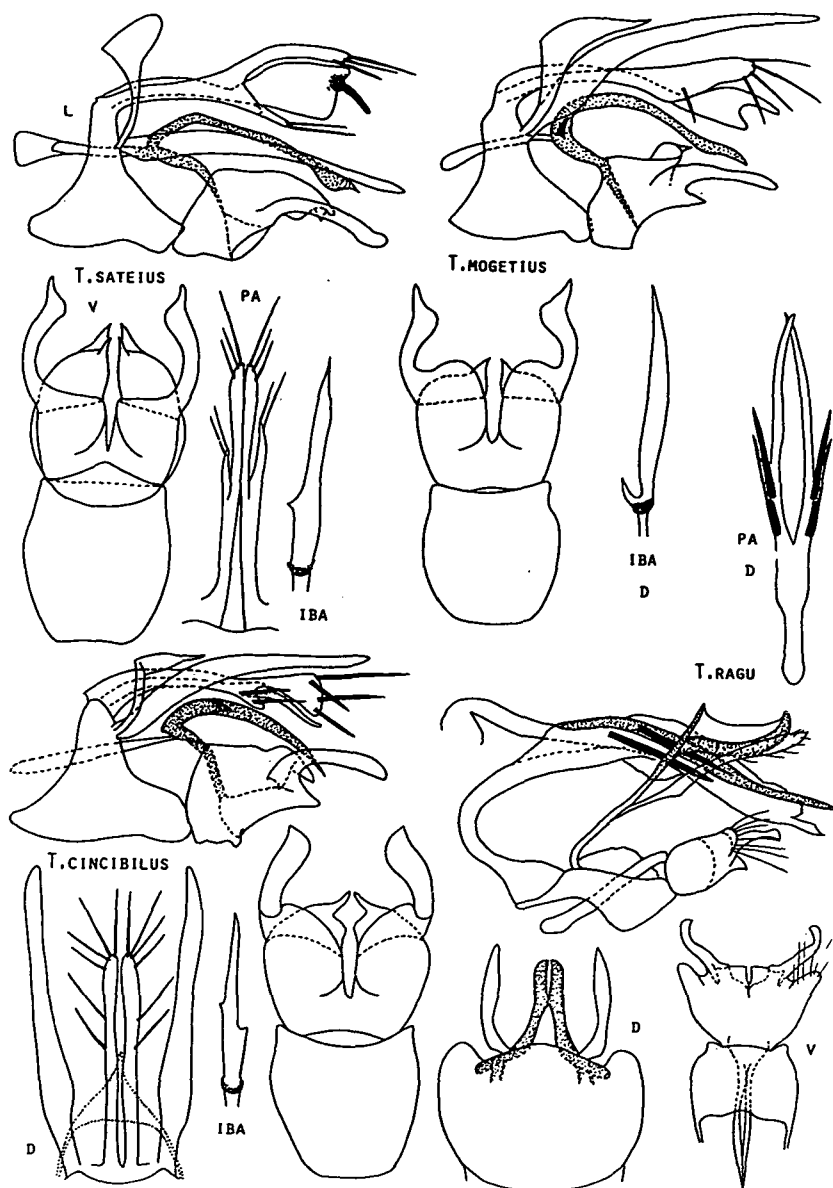 L
T.SATEIUS
V
PA
T.MOGETIUS
IBA
IBA
D
PA
D
T.RAGU
T.CINCIBILUS
D
IBA
D
V